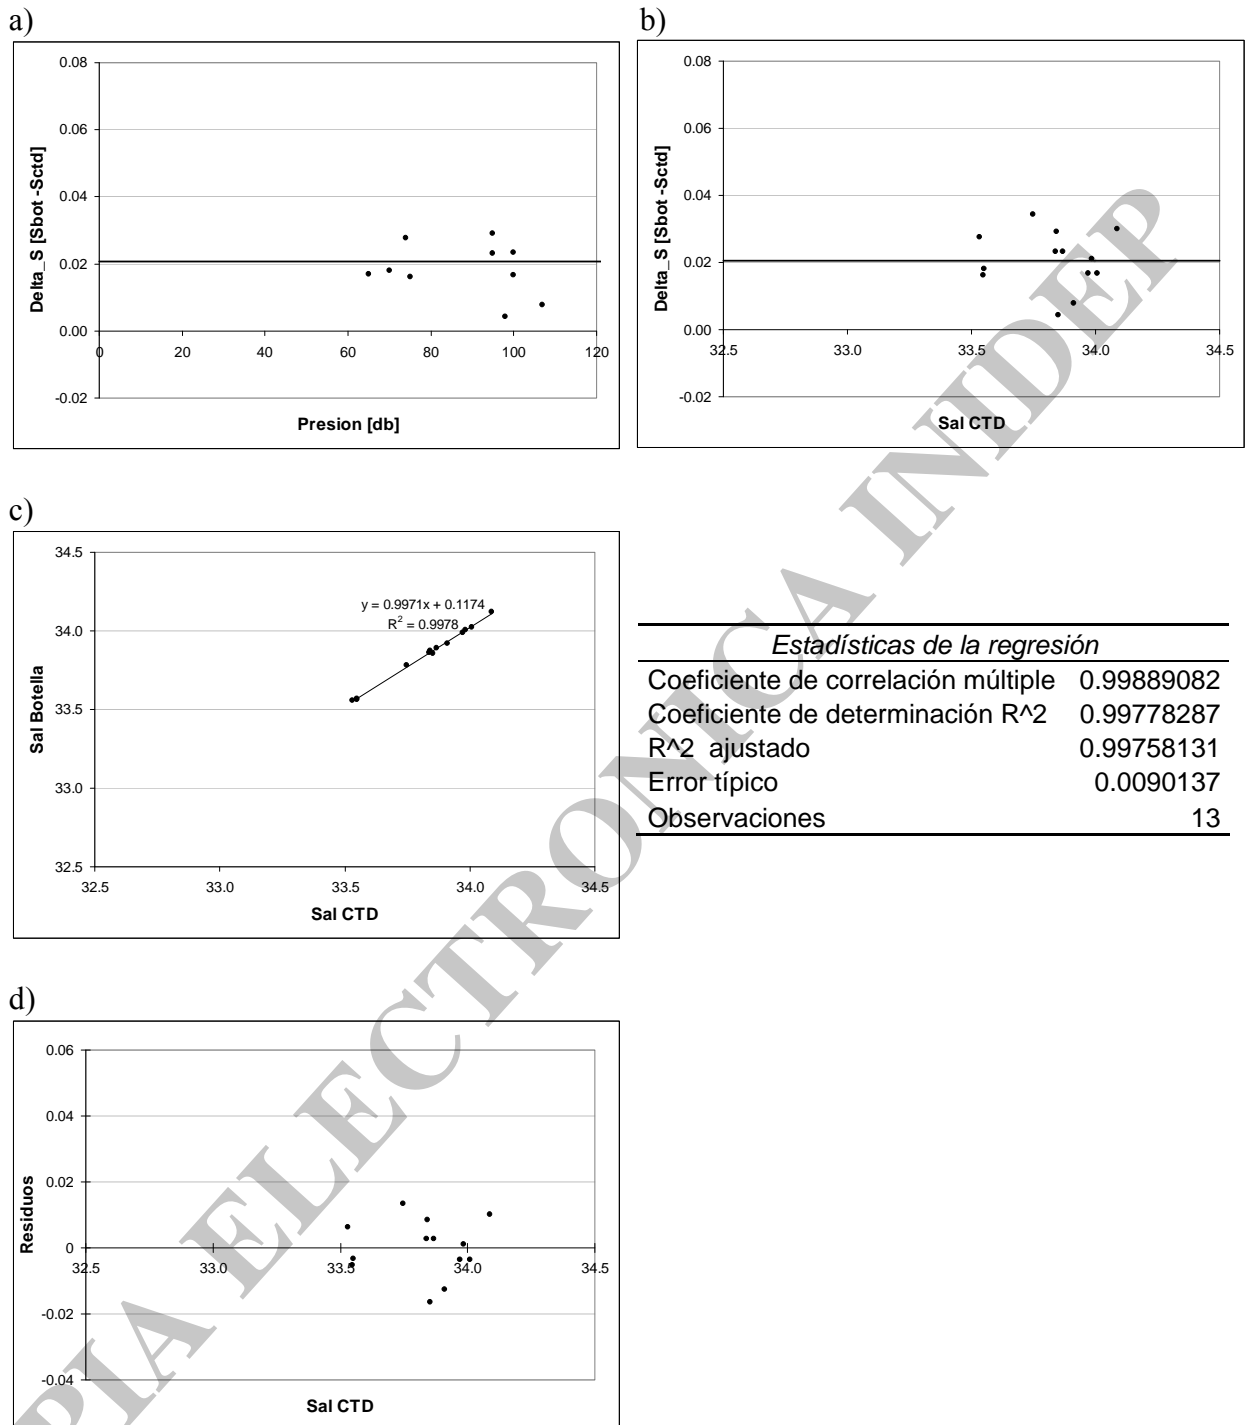 a)
0.08
0.06
0.04
0.02
0.00
-0.02
0 20 40 60 80 100 120
Delta_S [Sbot -Sctd]
Presion [db]
b)
0.08
0.06
0.04
0.02
0.00
-0.02
32.5 33.0 33.5 34.0 34.5
Delta_S [Sbot -Sctd]
Sal CTD
c)
34.5
34.0
33.5
33.0
32.5
32.5 33.0 33.5 34.0 34.5
y = 0.9971x + 0.1174
R² = 0.9978
Sal Botella
Sal CTD
Estadísticas de la regresión
Coeficiente de correlación múltiple 0.99889082
Coeficiente de determinación R^2 0.99778287
R^2 ajustado 0.99758131
Error típico 0.0090137
Observaciones 13
d)
0.06
0.04
0.02
0
-0.02
-0.04
32.5 33.0 33.5 34.0 34.5
Residuos
Sal CTD
PIA ELECTRONICA INIDEP